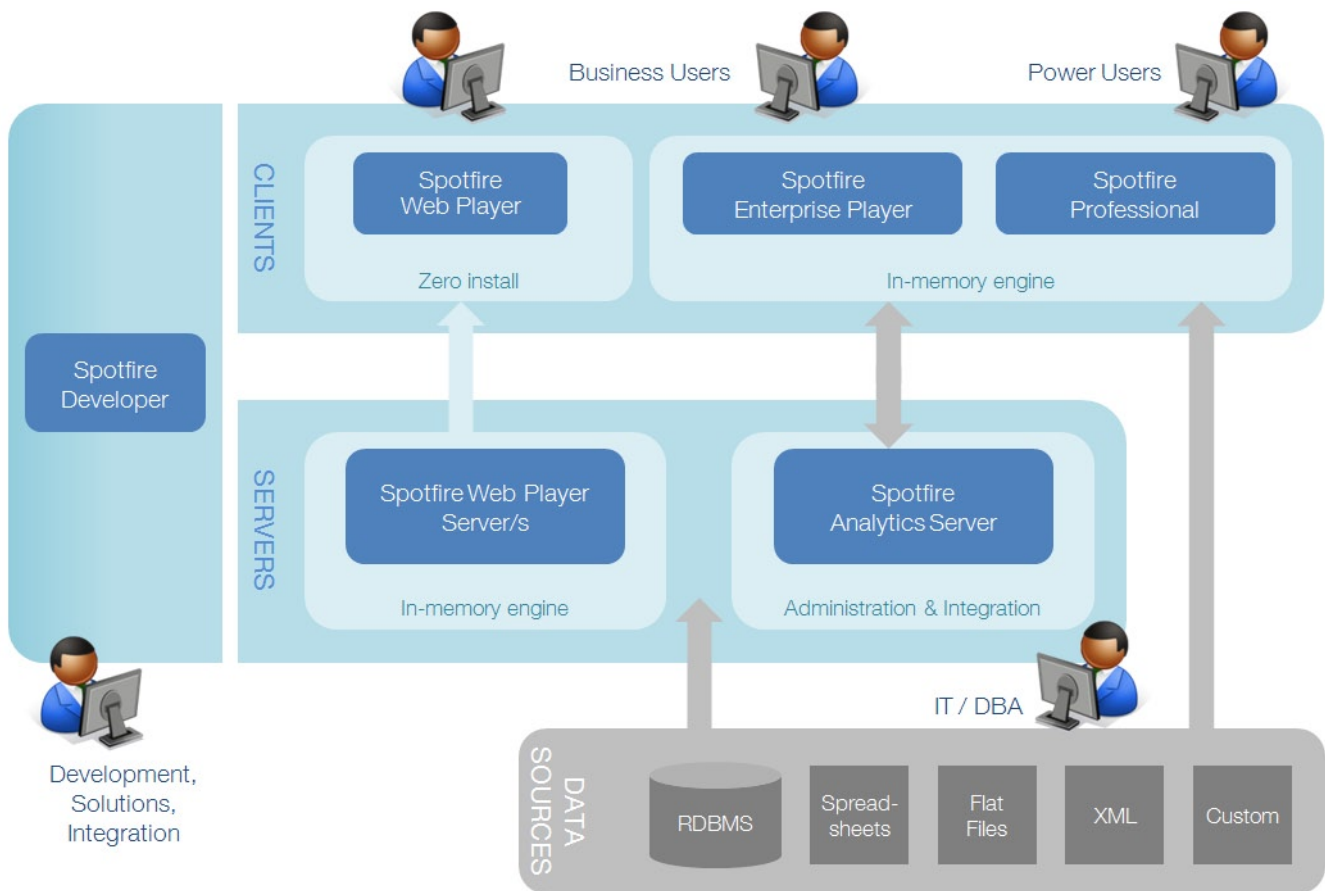 Business Users
Power Users
CLIENTS
Spotfire
Web Player
Zero install
Spotfire
Enterprise Player
Spotfire
Professional
In-memory engine
Spotfire
Developer
SERVERS
Spotfire Web Player
Server/s
In-memory engine
Spotfire
Analytics Server
Administration & Integration
IT / DBA
Development,
Solutions,
Integration
DATA
SOURCES
RDBMS
Spread-
sheets
Flat
Files
XML
Custom